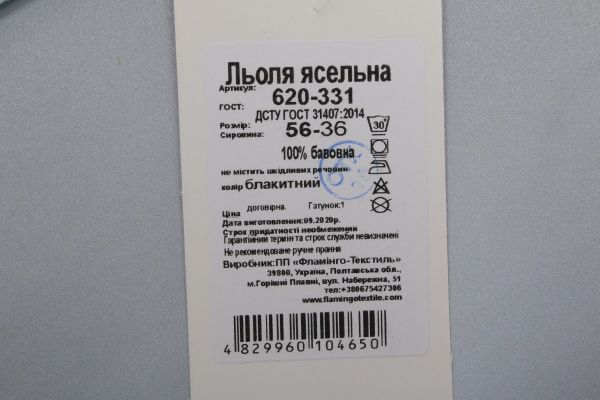 Льоля ясельна
Артикул: 620-331
ГОСТ: ДСТУ ГОСТ 31407:2014
Розмір: 56-36
Сировина:
30°
100% бавовна
не містить шкідливих речовин
колір блакитний
Ціна договірна. Гатунок:1
Дата виготовлення:09.2020р.
Строк придатності необмежений
Гарантійний термін та строк служби невизначені
Не рекомендоване ручне прання
Виробник:ПП «Фламінго-Текстиль»
39800, Україна, Полтавська обл.,
м.Горішні Плавні, вул. Набережна, 51
тел:+380675427306
www.flamingotextile.com
4 829960 104650